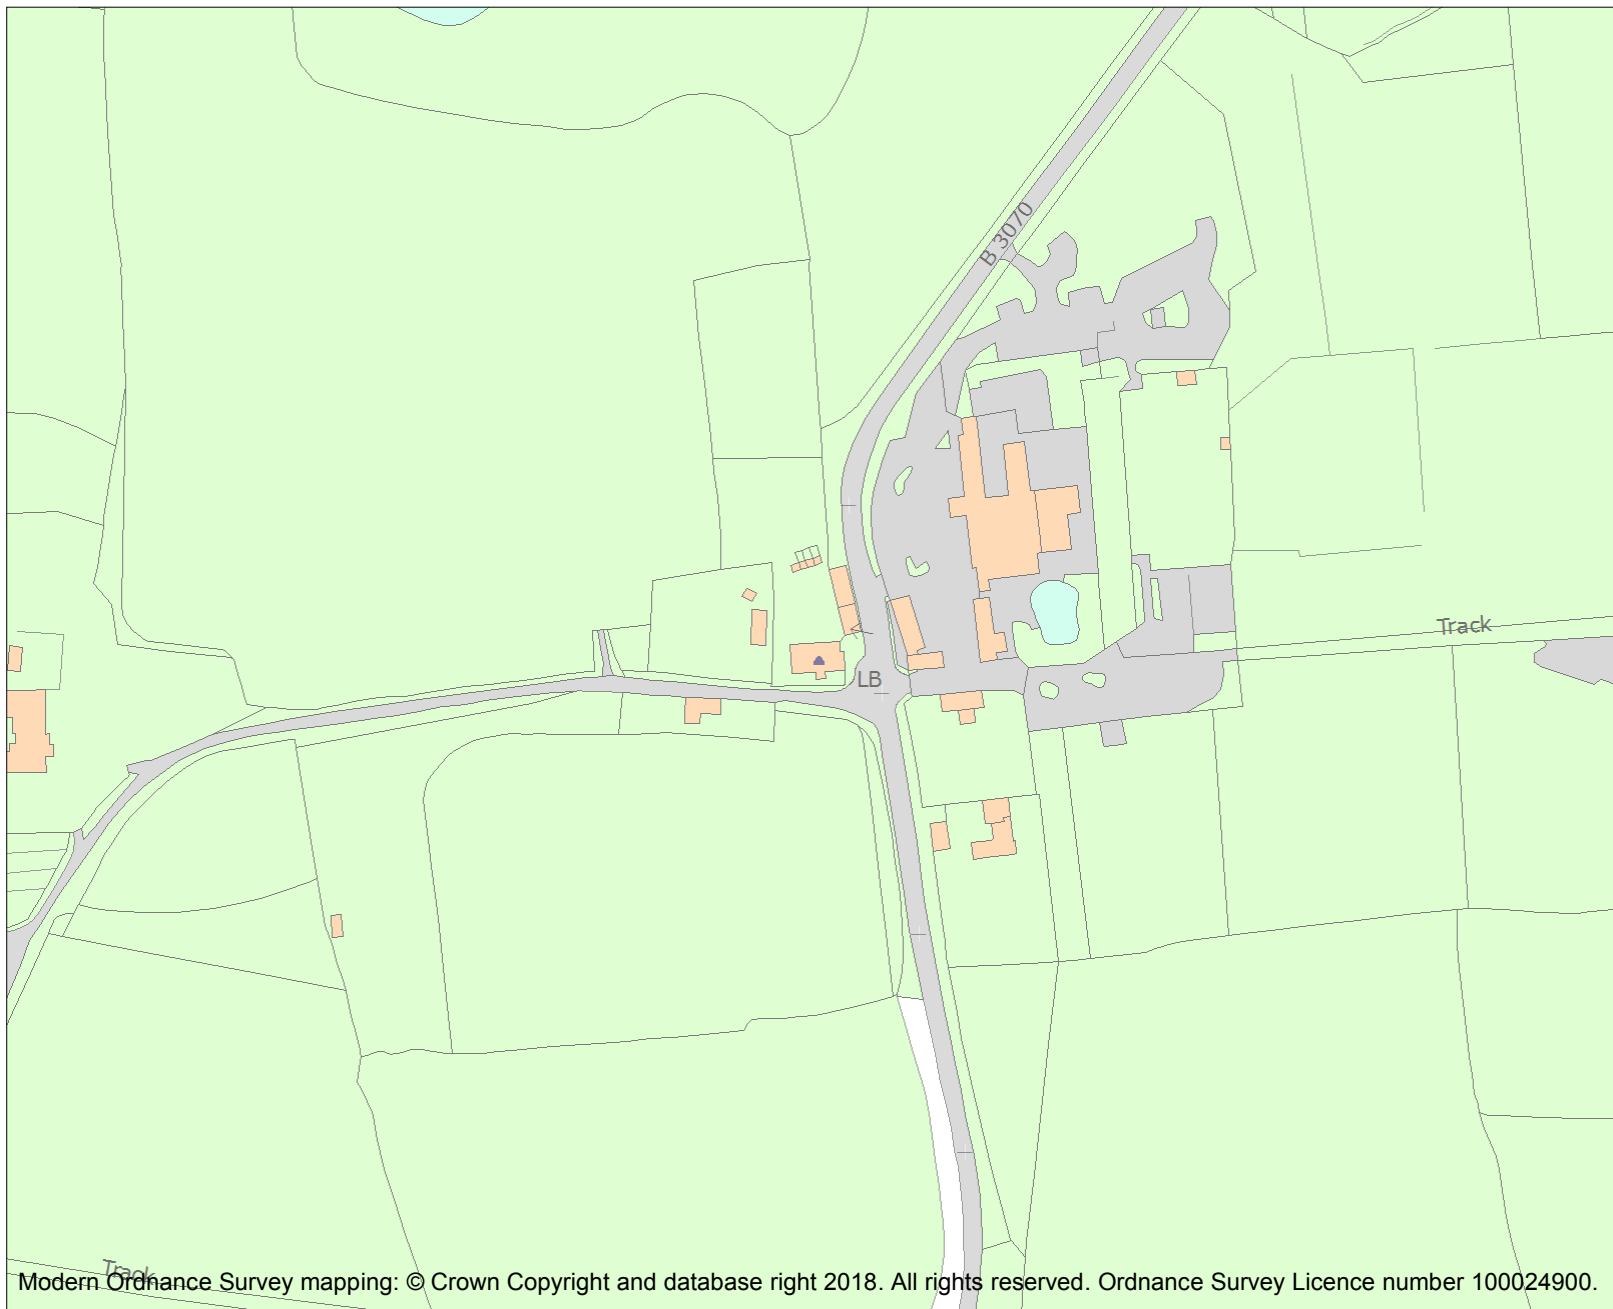 B 3070
Track
LB
Track
Modern Ordnance Survey mapping: © Crown Copyright and database right 2018. All rights reserved. Ordnance Survey Licence number 100024900.